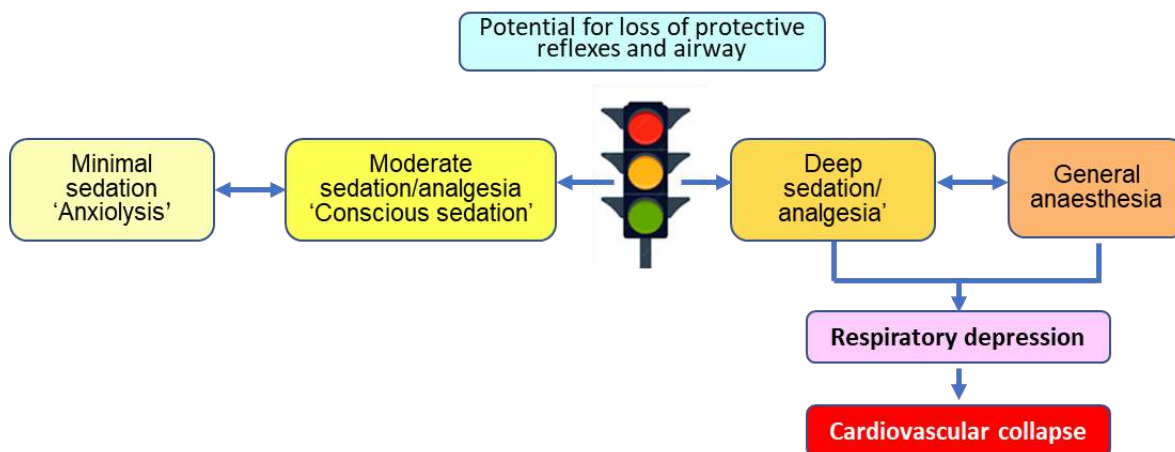 Potential for loss of protective
reflexes and airway
Minimal
sedation
'Anxiolysis'
Moderate
sedation/analgesia
'Conscious sedation'
Deep
sedation/
analgesia'
General
anaesthesia
Respiratory depression
Cardiovascular collapse